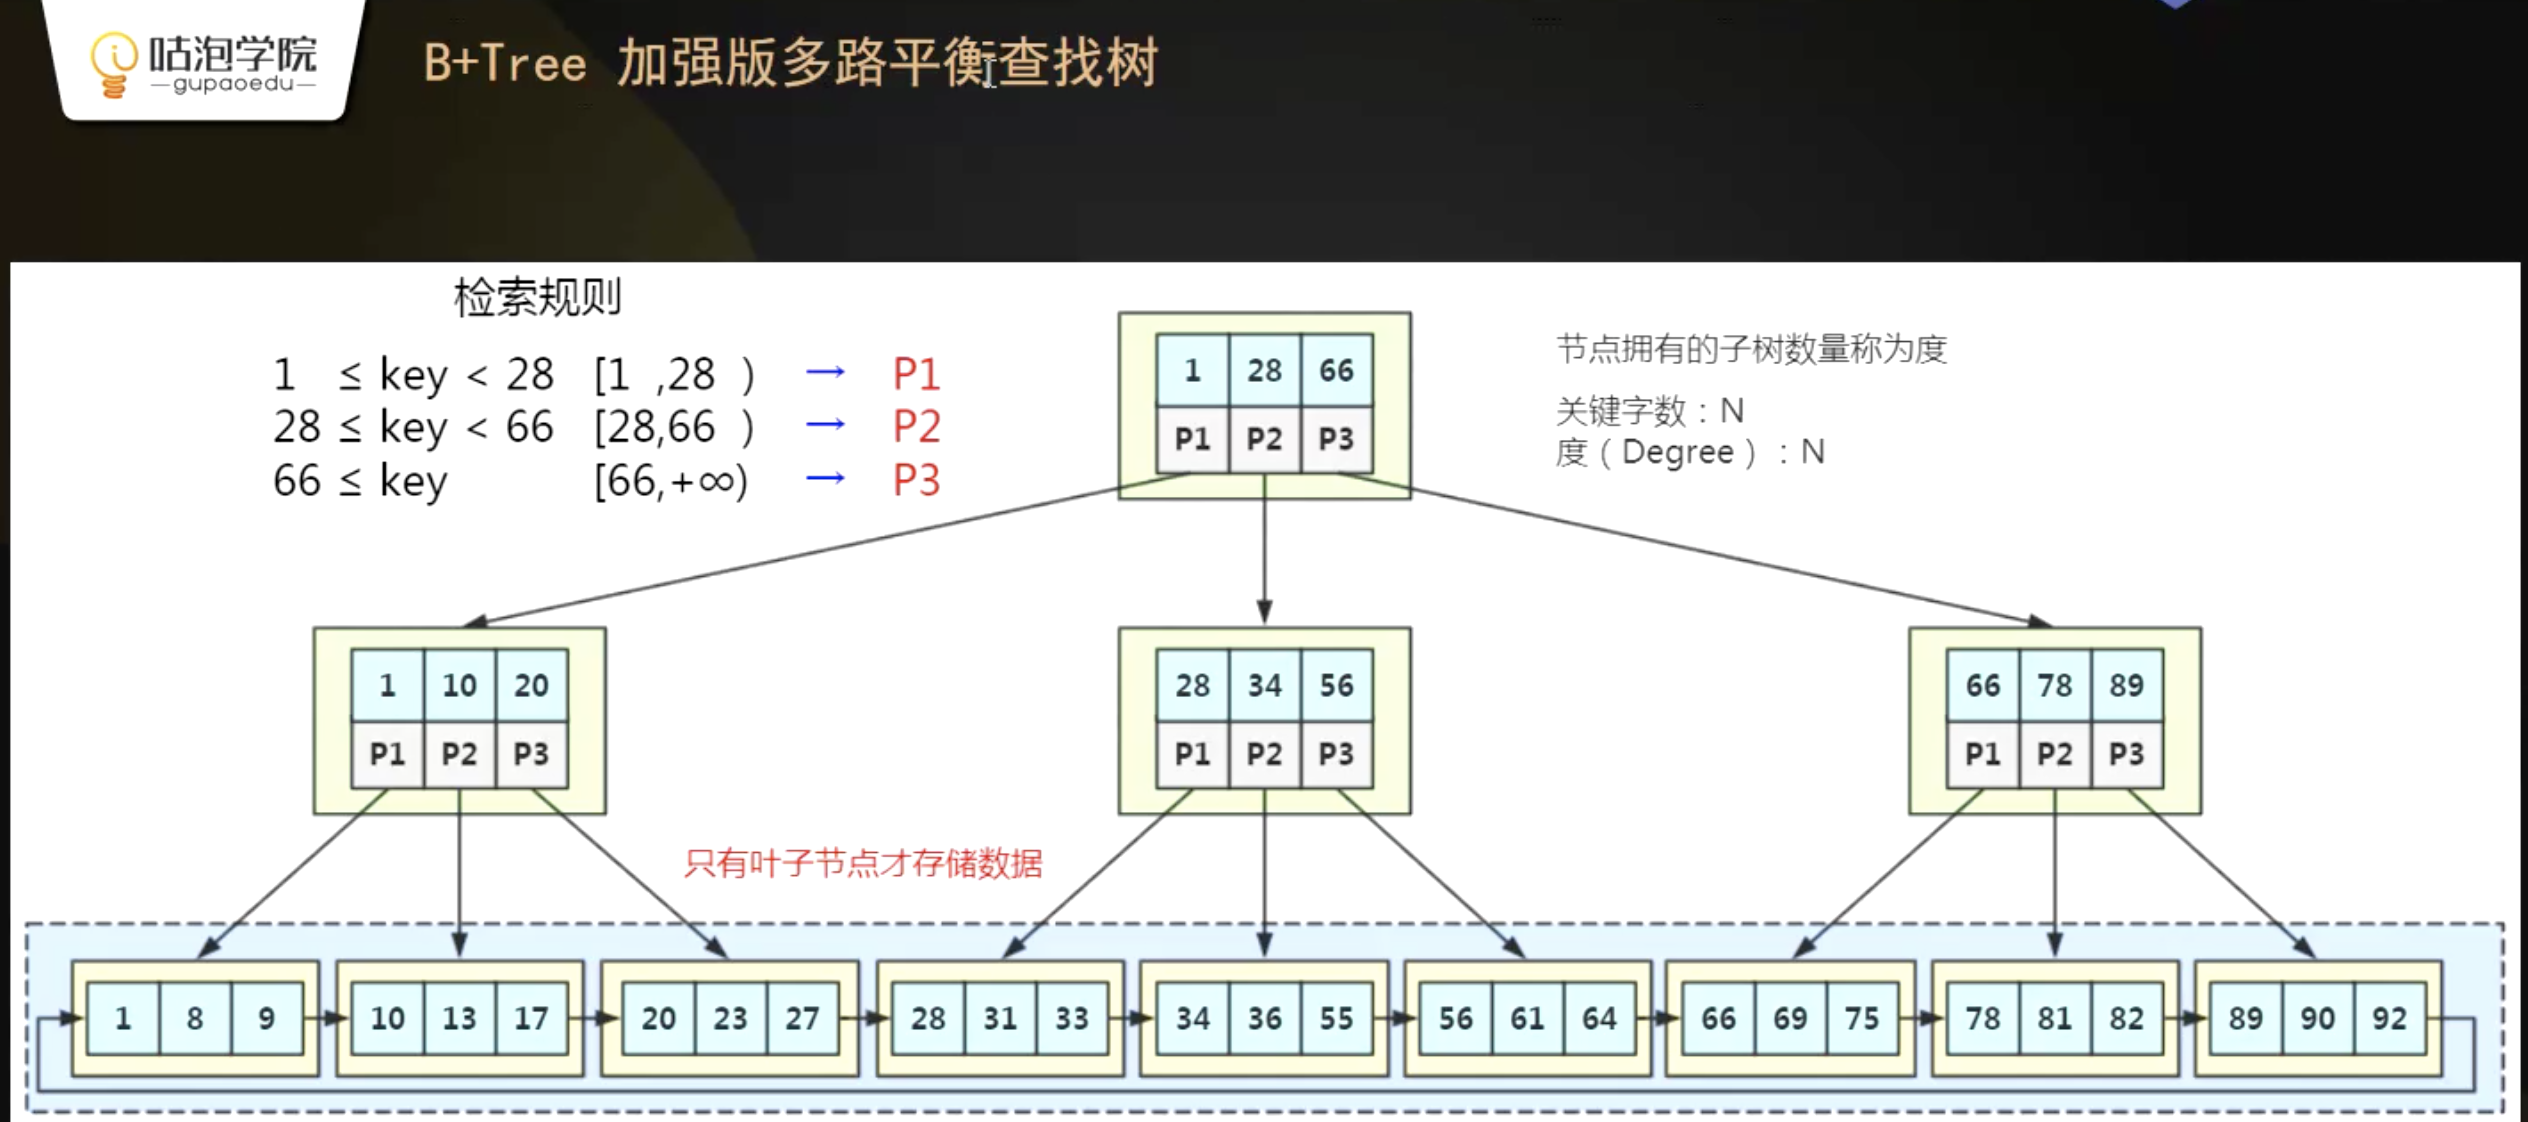 咕泡学院
—gupaoedu—
B+Tree 加强版多路平衡查找树
检索规则
1 ≤ key < 28 [1 ,28 ) → P1
28 ≤ key < 66 [28,66 ) → P2
66 ≤ key [66,+∞) → P3
1 28 66
P1 P2 P3
节点拥有的子树数量称为度
关键字数：N
度（Degree）：N
1 10 20
P1 P2 P3
28 34 56
P1 P2 P3
66 78 89
P1 P2 P3
只有叶子节点才存储数据
1 8 9 10 13 17 20 23 27 28 31 33 34 36 55 56 61 64 66 69 75 78 81 82 89 90 92